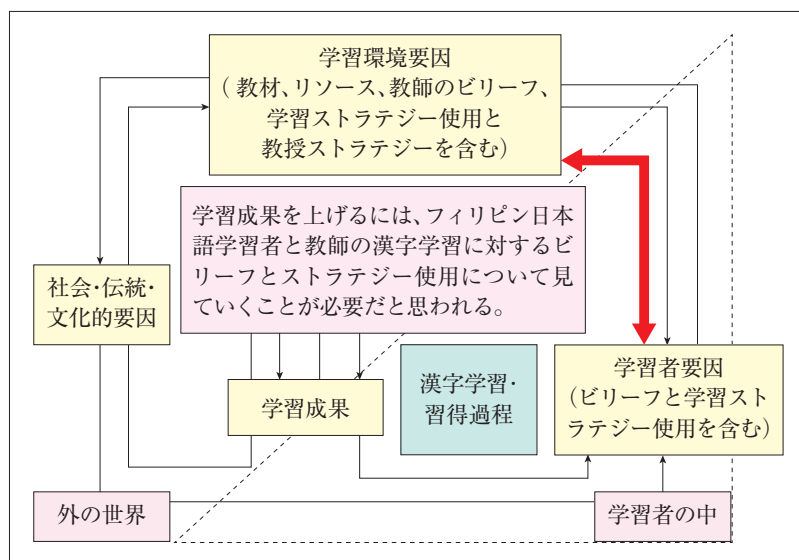 学習環境要因
(教材、リソース、教師のビリーフ、
学習ストラテジー使用と
教授ストラテジーを含む)
学習成果を上げるには、フィリピン日本
語学習者と教師の漢字学習に対するビ
リーフとストラテジー使用について見
ていくことが必要だと思われる。
社会・伝統・
文化的要因
学習成果
漢字学習・
習得過程
学習者要因
(ビリーフと学習スト
ラテジー使用を含む)
外の世界
学習者の中